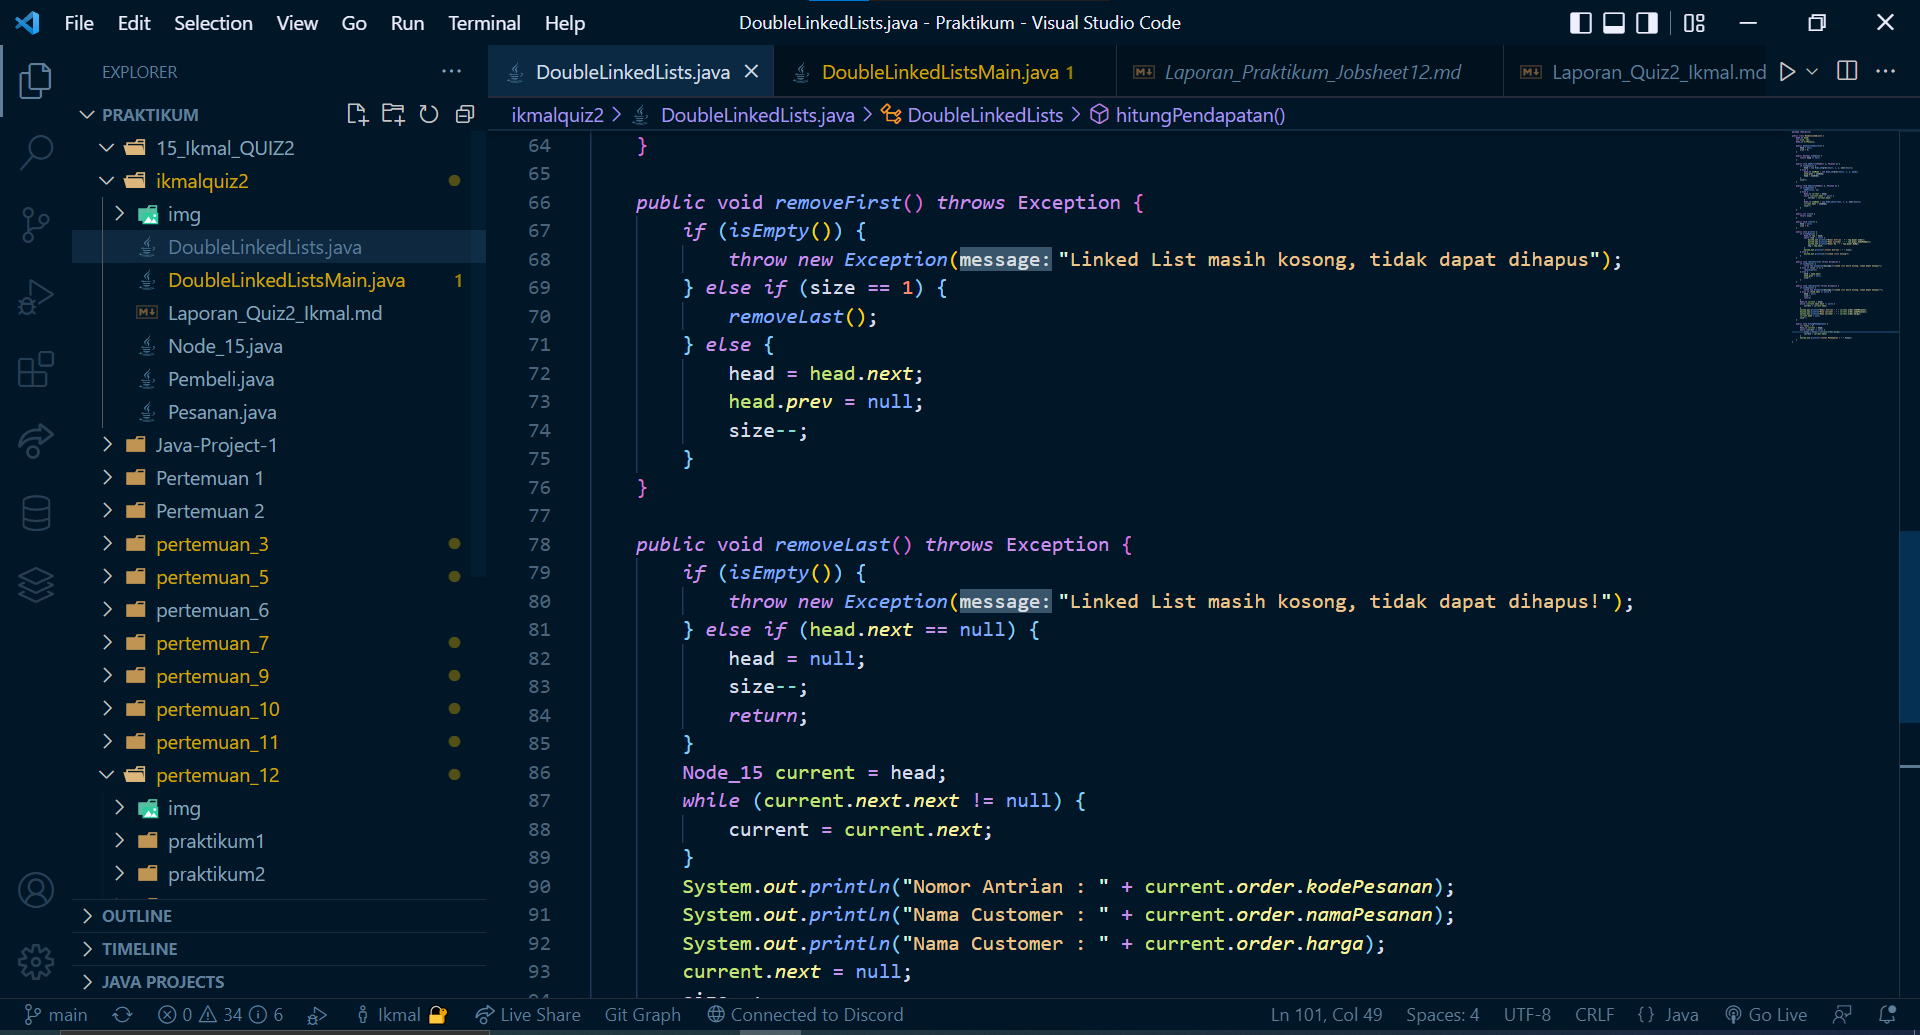 File Edit Selection View Go Run Terminal Help
DoubleLinkedLists.java - Praktikum - Visual Studio Code
EXPLORER
PRAKTIKUM
15_Ikmal_QUIZ2
ikmalquiz2
img
DoubleLinkedLists.java
DoubleLinkedListsMain.java 1
Laporan_Quiz2_Ikmal.md
Node_15.java
Pembeli.java
Pesanan.java
Java-Project-1
Pertemuan 1
Pertemuan 2
pertemuan_3
pertemuan_5
pertemuan_6
pertemuan_7
pertemuan_9
pertemuan_10
pertemuan_11
pertemuan_12
img
praktikum1
praktikum2
OUTLINE
TIMELINE
JAVA PROJECTS
DoubleLinkedLists.java DoubleLinkedListsMain.java 1 Laporan_Praktikum_Jobsheet12.md Laporan_Quiz2_Ikmal.md
ikmalquiz2 > DoubleLinkedLists.java > DoubleLinkedLists > hitungPendapatan()
64 }
65
66 public void removeFirst() throws Exception {
67 if (isEmpty()) {
68 throw new Exception(message: "Linked List masih kosong, tidak dapat dihapus");
69 } else if (size == 1) {
70 removeLast();
71 } else {
72 head = head.next;
73 head.prev = null;
74 size--;
75 }
76 }
77
78 public void removeLast() throws Exception {
79 if (isEmpty()) {
80 throw new Exception(message: "Linked List masih kosong, tidak dapat dihapus!");
81 } else if (head.next == null) {
82 head = null;
83 size--;
84 return;
85 }
86 Node_15 current = head;
87 while (current.next.next != null) {
88 current = current.next;
89 }
90 System.out.println("Nomor Antrian : " + current.order.kodePesanan);
91 System.out.println("Nama Customer : " + current.order.namaPesanan);
92 System.out.println("Nama Customer : " + current.order.harga);
93 current.next = null;
main 0 34 6 Ikmal Live Share Git Graph Connected to Discord Ln 101, Col 49 Spaces: 4 UTF-8 CRLF {} Java Go Live